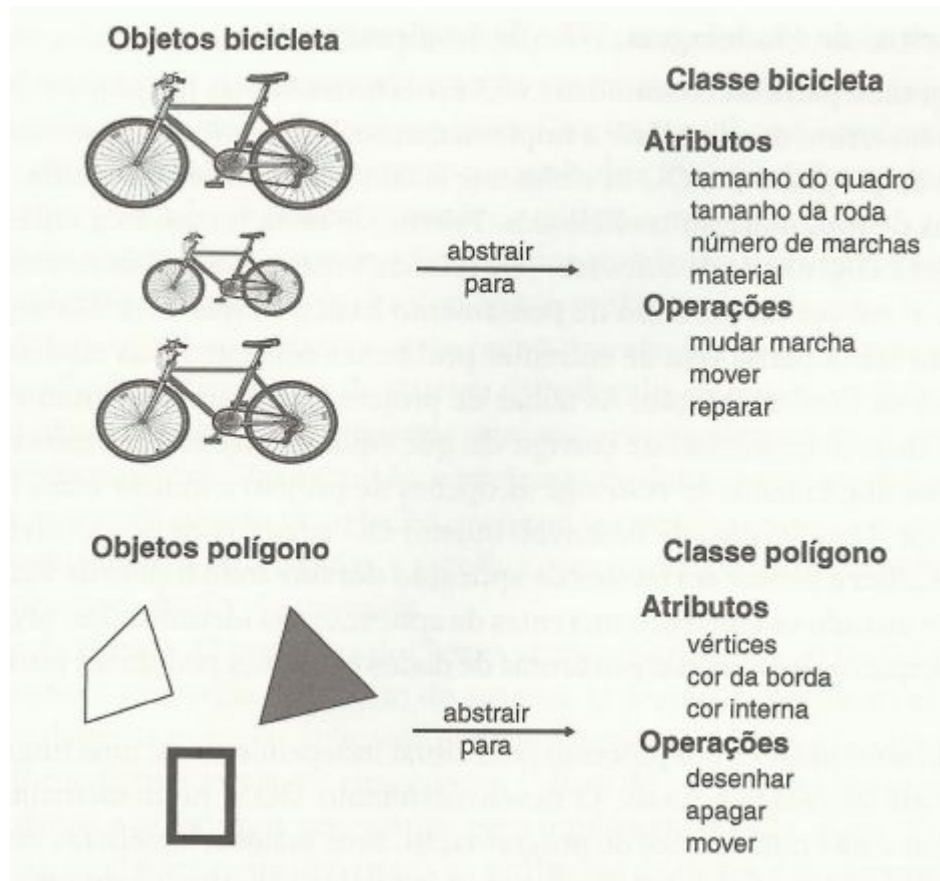 Objetos bicicleta
Classe bicicleta
Atributos
tamanho do quadro
tamanho da roda
número de marchas
material
Operações
mudar marcha
mover
reparar
abstrair
para
Objetos polígono
Classe polígono
Atributos
vértices
cor da borda
cor interna
Operações
desenhar
apagar
mover
abstrair
para